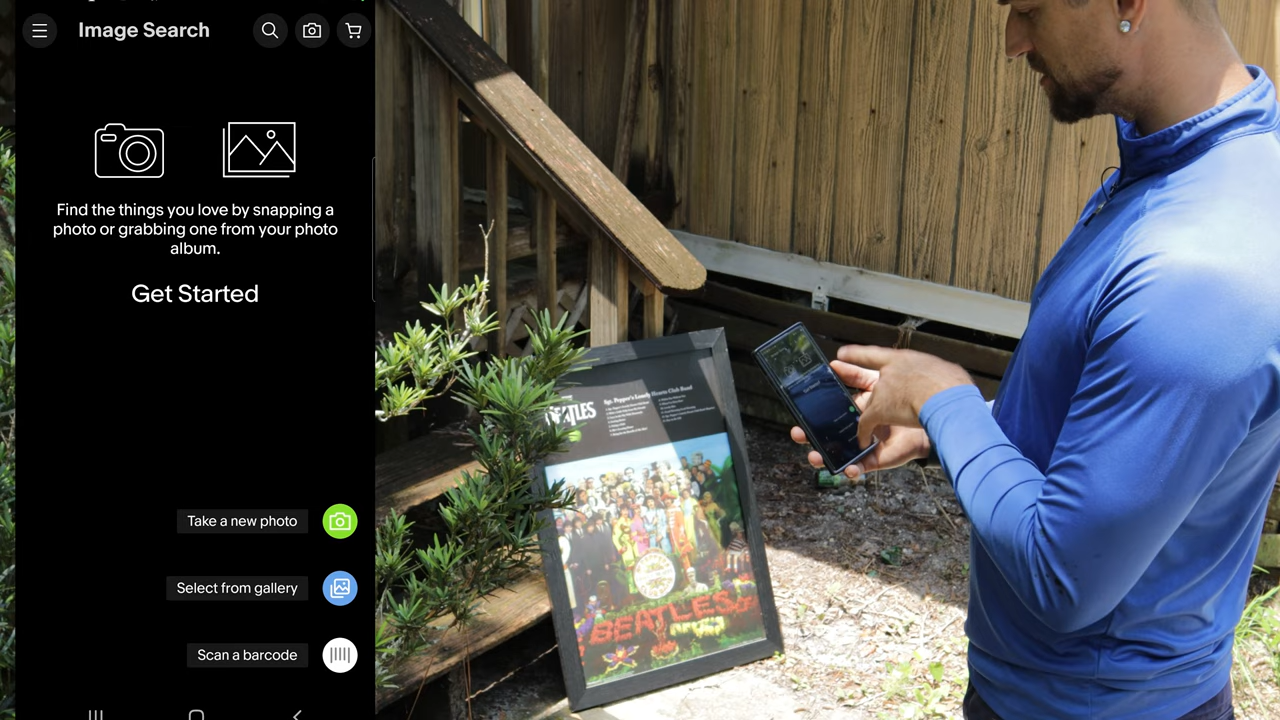 Image Search
Find the things you love by snapping a
photo or grabbing one from your photo
album.
Get Started
Take a new photo
Select from gallery
Scan a barcode
BEATLES
Sgt. Pepper's Lonely Hearts Club Band
BEATLES